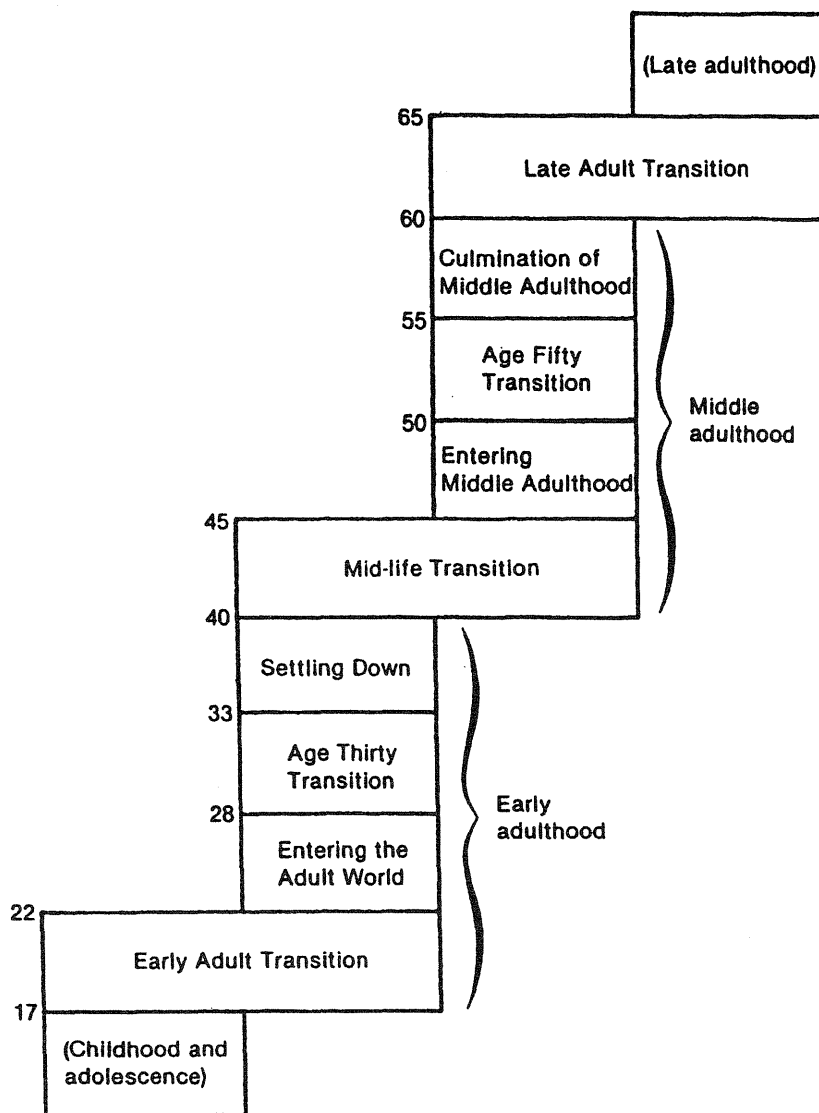 (Late adulthood)
65
Late Adult Transition
60
Culmination of
Middle Adulthood
55
Age Fifty
Transition
50
Middle
adulthood
Entering
Middle Adulthood
45
Mid-life Transition
40
Settling Down
33
Age Thirty
Transition
28
Early
adulthood
Entering the
Adult World
22
Early Adult Transition
17
(Childhood and
adolescence)